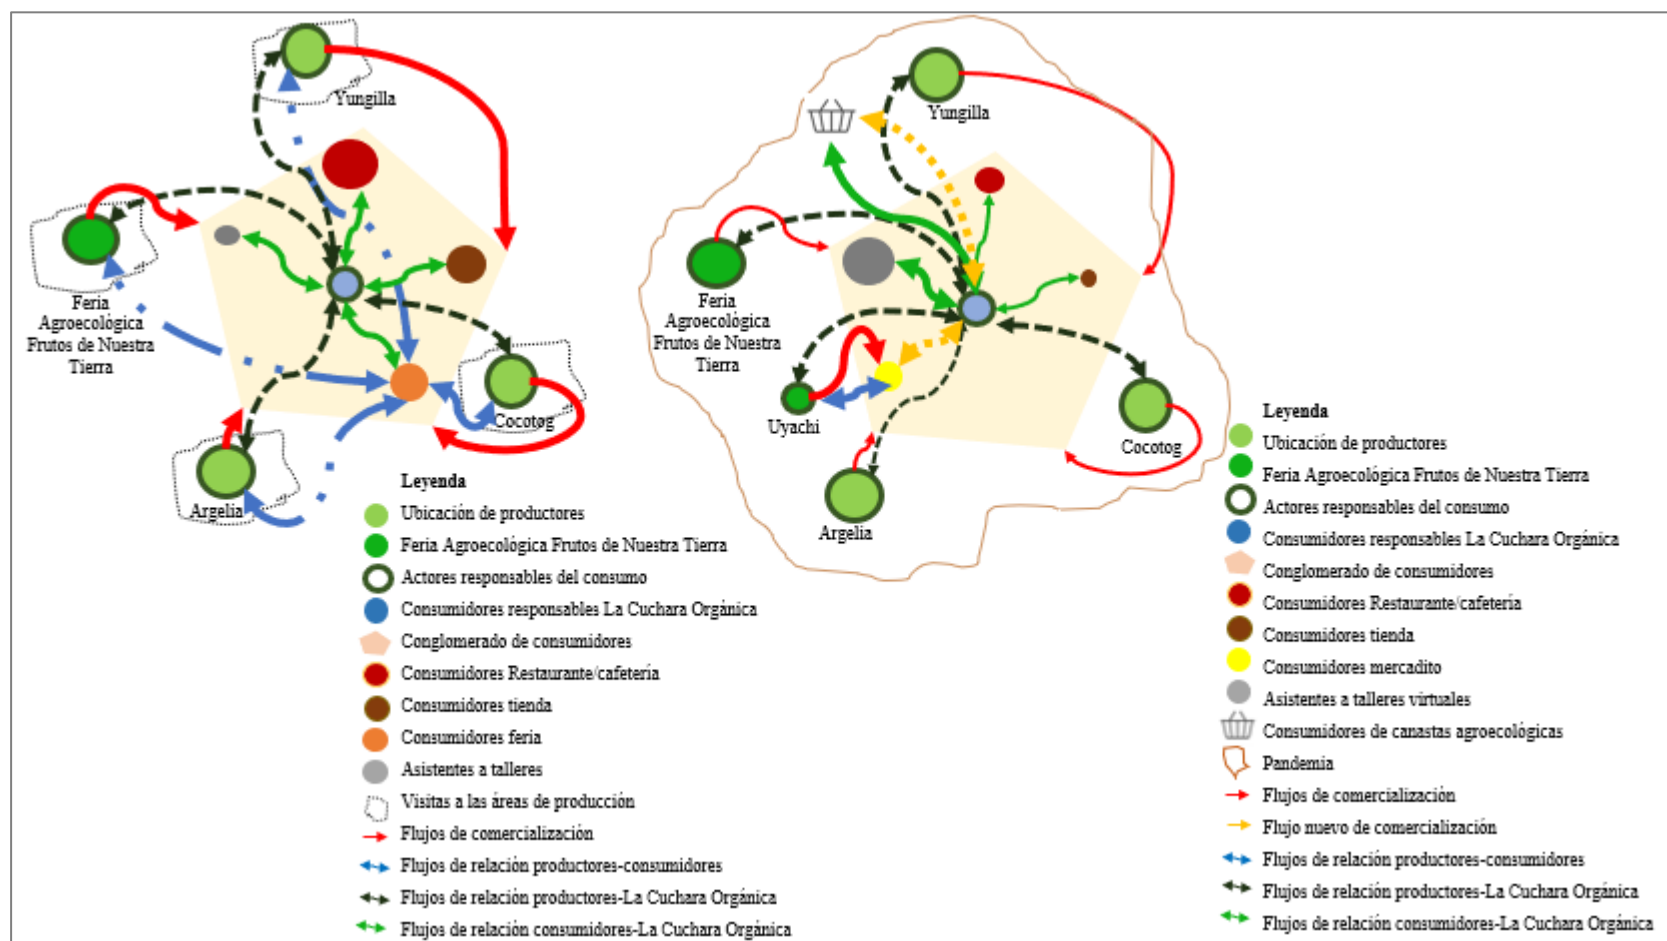 Yungilla
Feria
Agroecológica
Frutos de Nuestra
Tierra
Cocotog
Argelia
Leyenda
Ubicación de productores
Feria Agroecológica Frutos de Nuestra Tierra
Actores responsables del consumo
Consumidores responsables La Cuchara Orgánica
Conglomerado de consumidores
Consumidores Restaurante/cafetería
Consumidores tienda
Consumidores feria
Asistentes a talleres
Visitas a las áreas de producción
Flujos de comercialización
Flujos de relación productores-consumidores
Flujos de relación productores-La Cuchara Orgánica
Flujos de relación consumidores-La Cuchara Orgánica
Yungilla
Feria
Agroecológica
Frutos de Nuestra
Tierra
Uyachi
Cocotog
Argelia
Leyenda
Ubicación de productores
Feria Agroecológica Frutos de Nuestra Tierra
Actores responsables del consumo
Consumidores responsables La Cuchara Orgánica
Conglomerado de consumidores
Consumidores Restaurante/cafetería
Consumidores tienda
Consumidores mercadito
Asistentes a talleres virtuales
Consumidores de canastas agroecológicas
Pandemia
Flujos de comercialización
Flujo nuevo de comercialización
Flujos de relación productores-consumidores
Flujos de relación productores-La Cuchara Orgánica
Flujos de relación consumidores-La Cuchara Orgánica